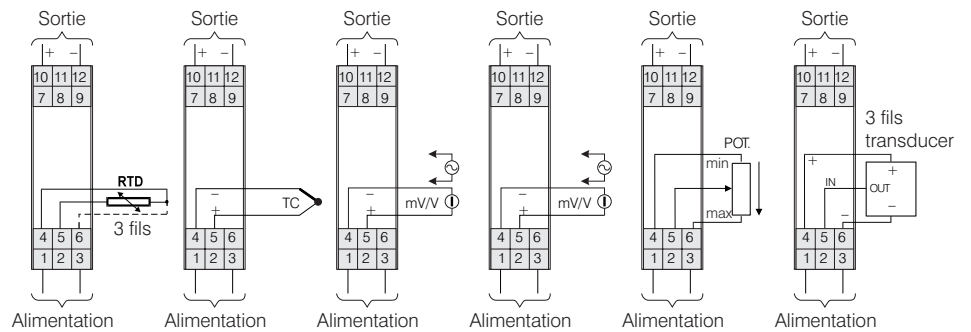 Sortie Sortie Sortie Sortie Sortie Sortie
+ − + − + − + − + − + −
10 11 12 10 11 12 10 11 12 10 11 12 10 11 12 10 11 12
7 8 9 7 8 9 7 8 9 7 8 9 7 8 9 7 8 9
3 fils
transducer
POT.
min
+ +
RTD
IN OUT
− − −
TC mV/V mV/V
+ + +
max − −
3 fils
4 5 6 4 5 6 4 5 6 4 5 6 4 5 6 4 5 6
1 2 3 1 2 3 1 2 3 1 2 3 1 2 3 1 2 3
Alimentation Alimentation Alimentation Alimentation Alimentation Alimentation